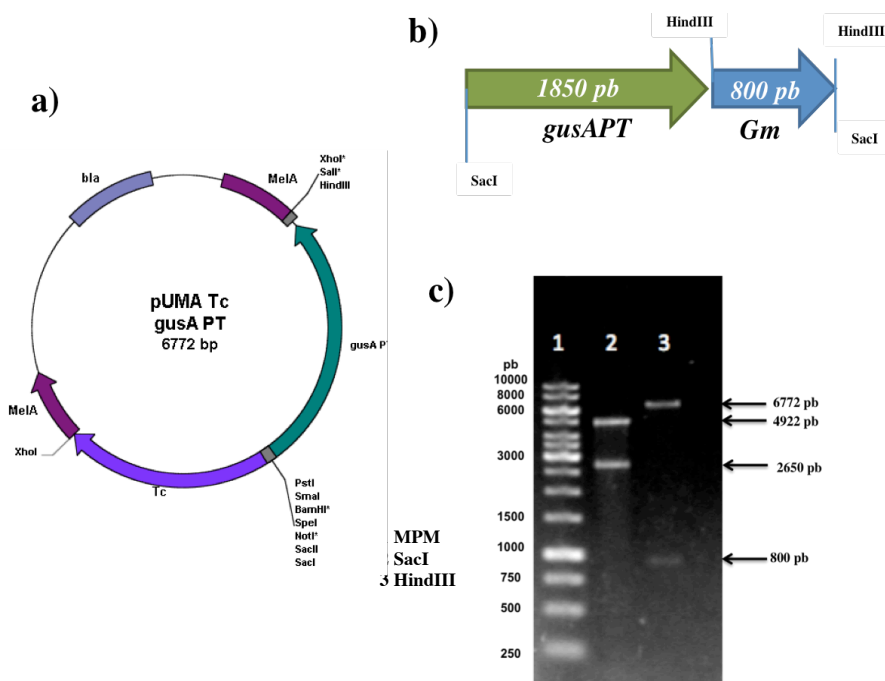 a)
bla
MelA
XhoI*
SalI*
HindIII
pUMA Tc
gusA PT
6772 bp
gusA P
MelA
XhoI
Tc
PstI
SmaI
BamHI*
SpeI
NotI*
SacII
SacI
MPM
SacI
3 HindIII
b)
HindIII
HindIII
1850 pb
800 pb
gusAPT
Gm
SacI
SacI
c)
1 2 3
pb
10000
8000
6000
3000
1500
1000
750
500
250
6772 pb
4922 pb
2650 pb
800 pb